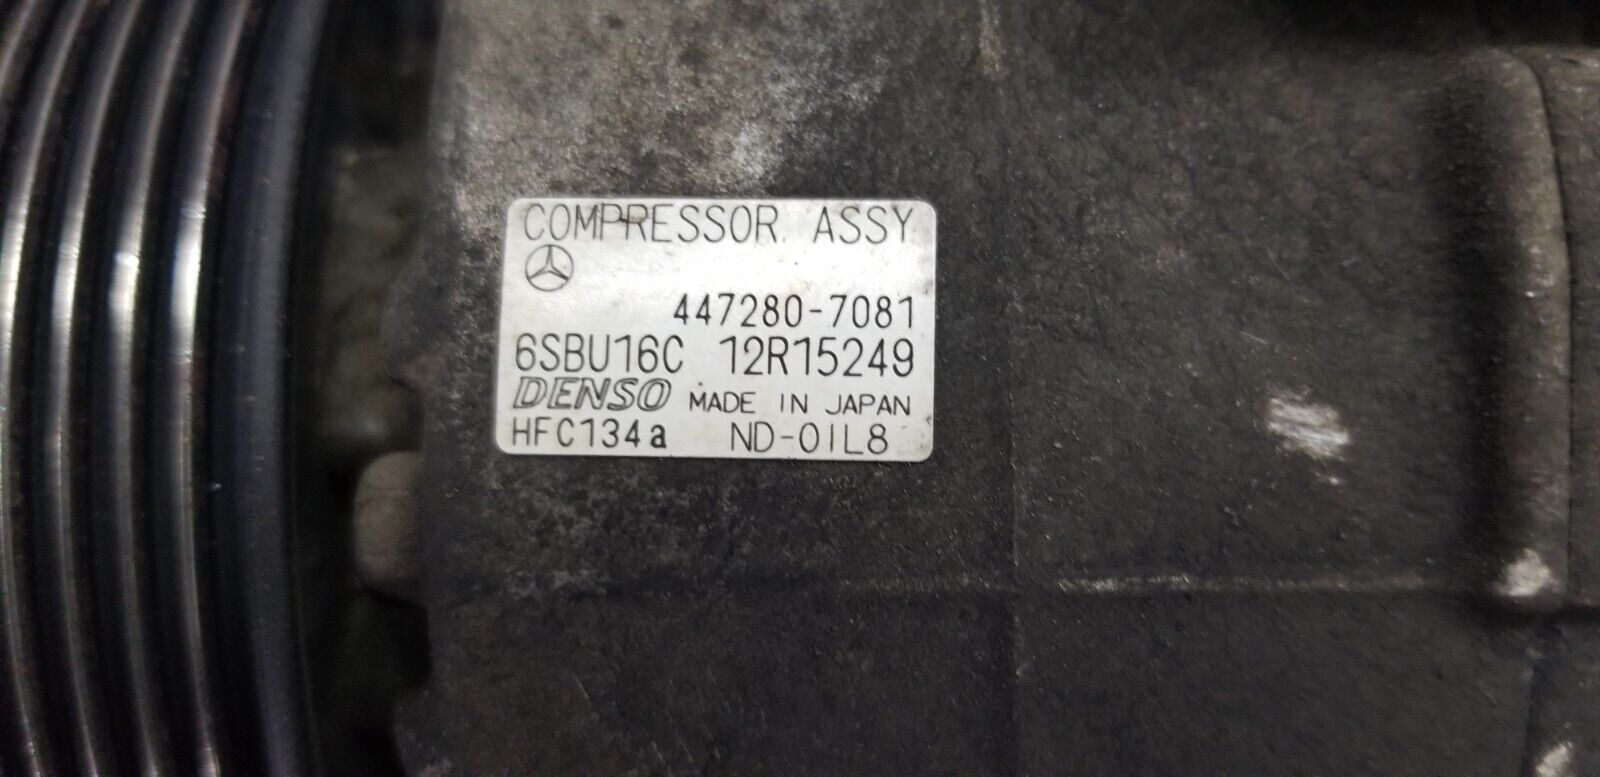 COMPRESSOR. ASSY.
447280-7081
6SBU16C 12R15249
DENSO MADE IN JAPAN
HFC134a ND-OIL8